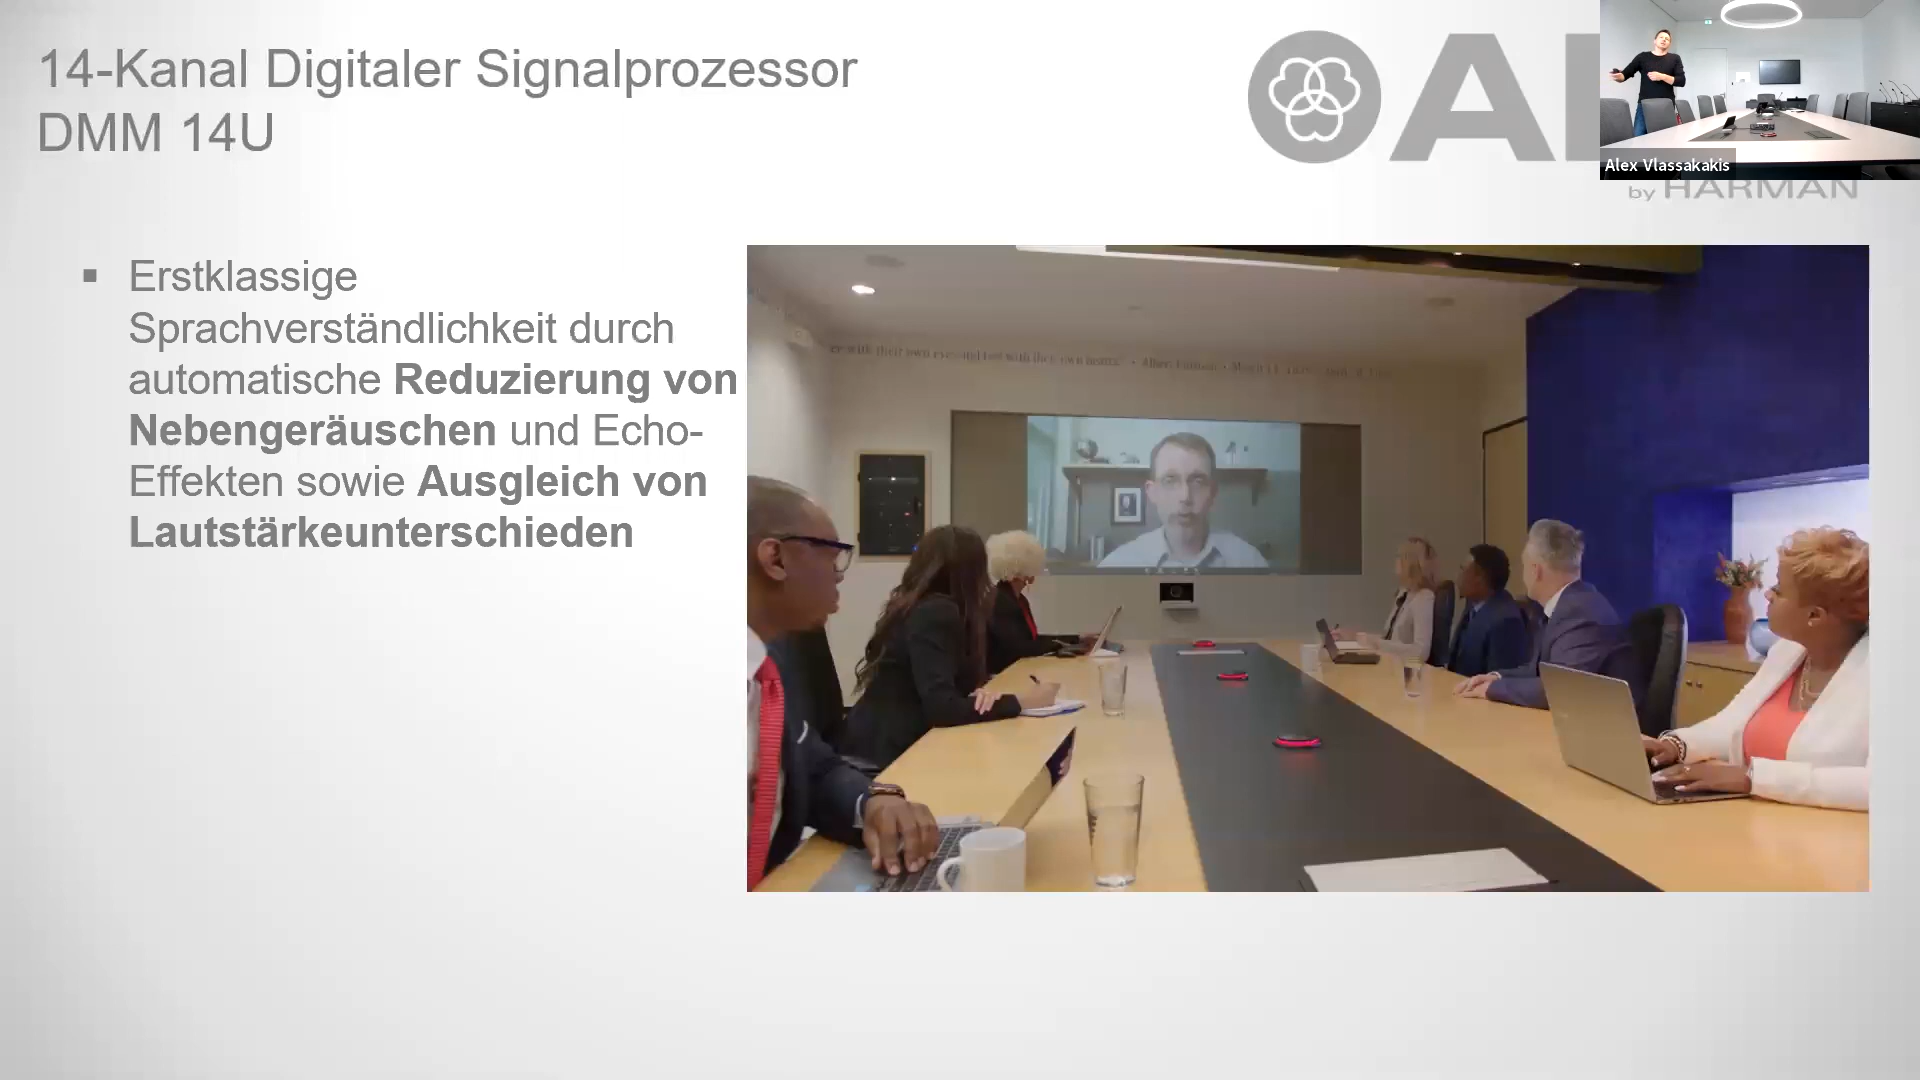 14-Kanal Digitaler Signalprozessor
DMM 14U
Alex Vlassakakis
by HARMAN
▪ Erstklassige
Sprachverständlichkeit durch
automatische Reduzierung von
Nebengeräuschen und Echo-
Effekten sowie Ausgleich von
Lautstärkeunterschieden